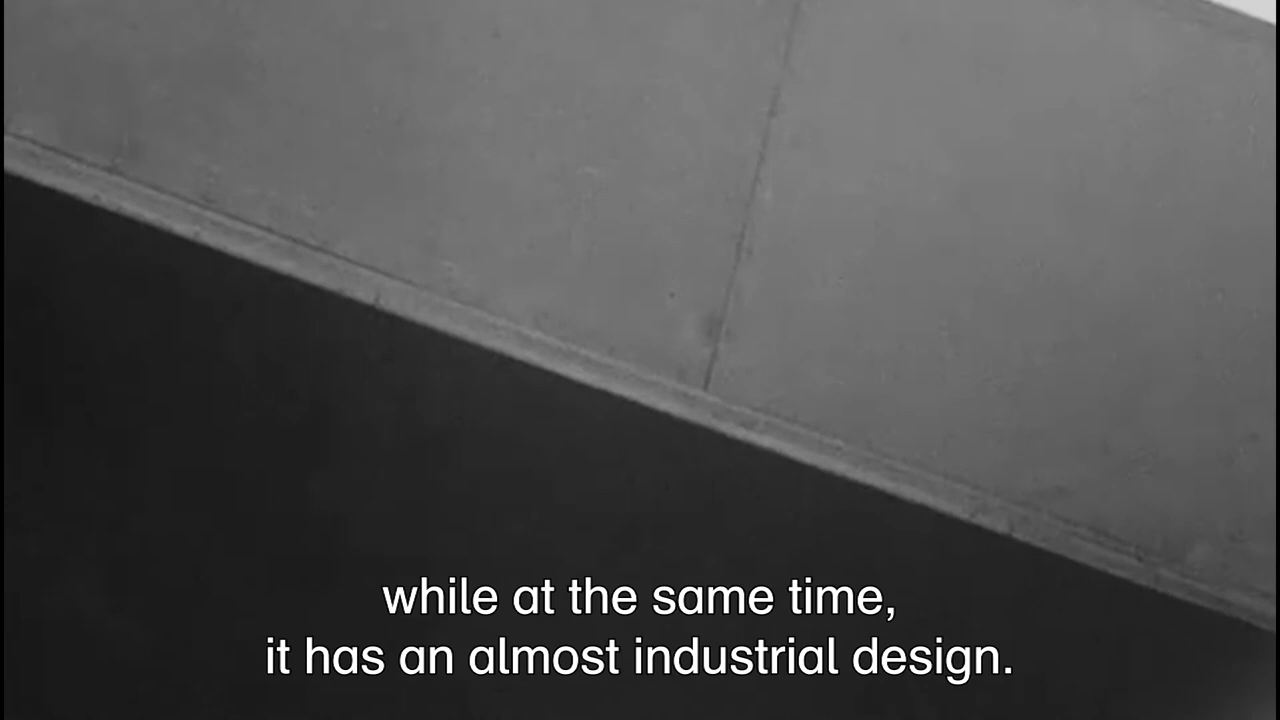 while at the same time,
it has an almost industrial design.